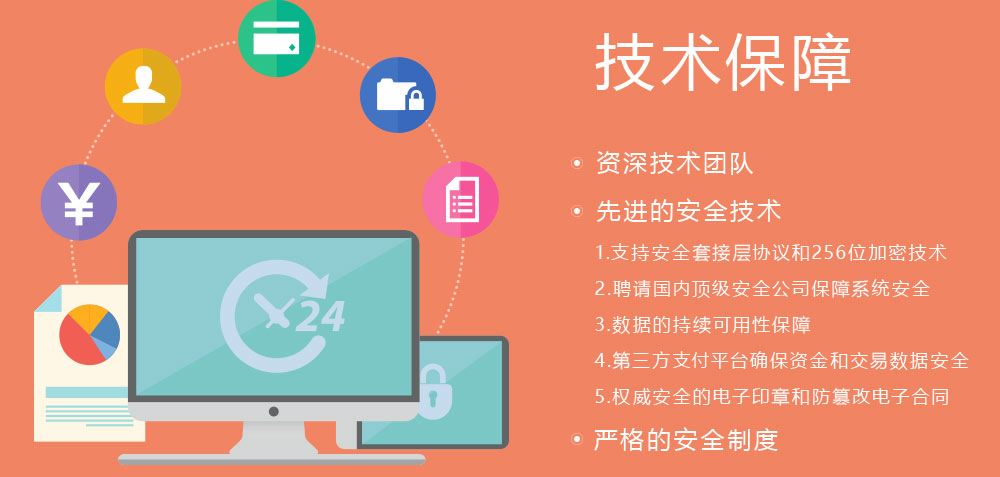 技术保障
资深技术团队
先进的安全技术
1.支持安全套接层协议和256位加密技术
2.聘请国内顶级安全公司保障系统安全
3.数据的持续可用性保障
4.第三方支付平台确保资金和交易数据安全
5.权威安全的电子印章和防篡改电子合同
严格的安全制度
¥
24